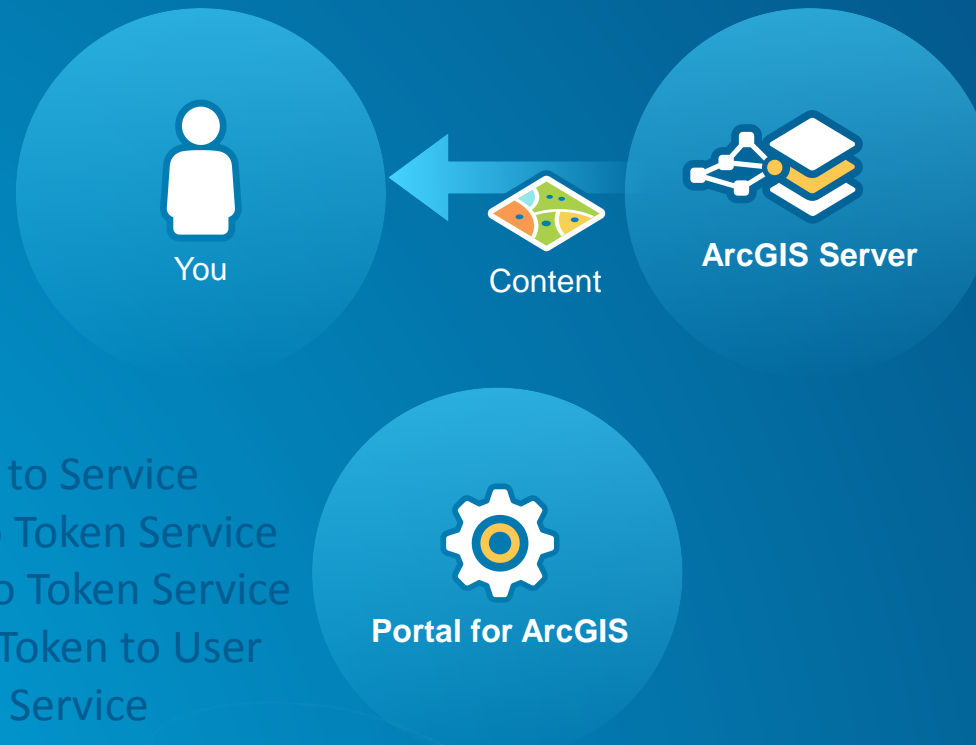 You
Content
ArcGIS Server
to Service
Token Service
o Token Service
Token to User
Service
Portal for ArcGIS